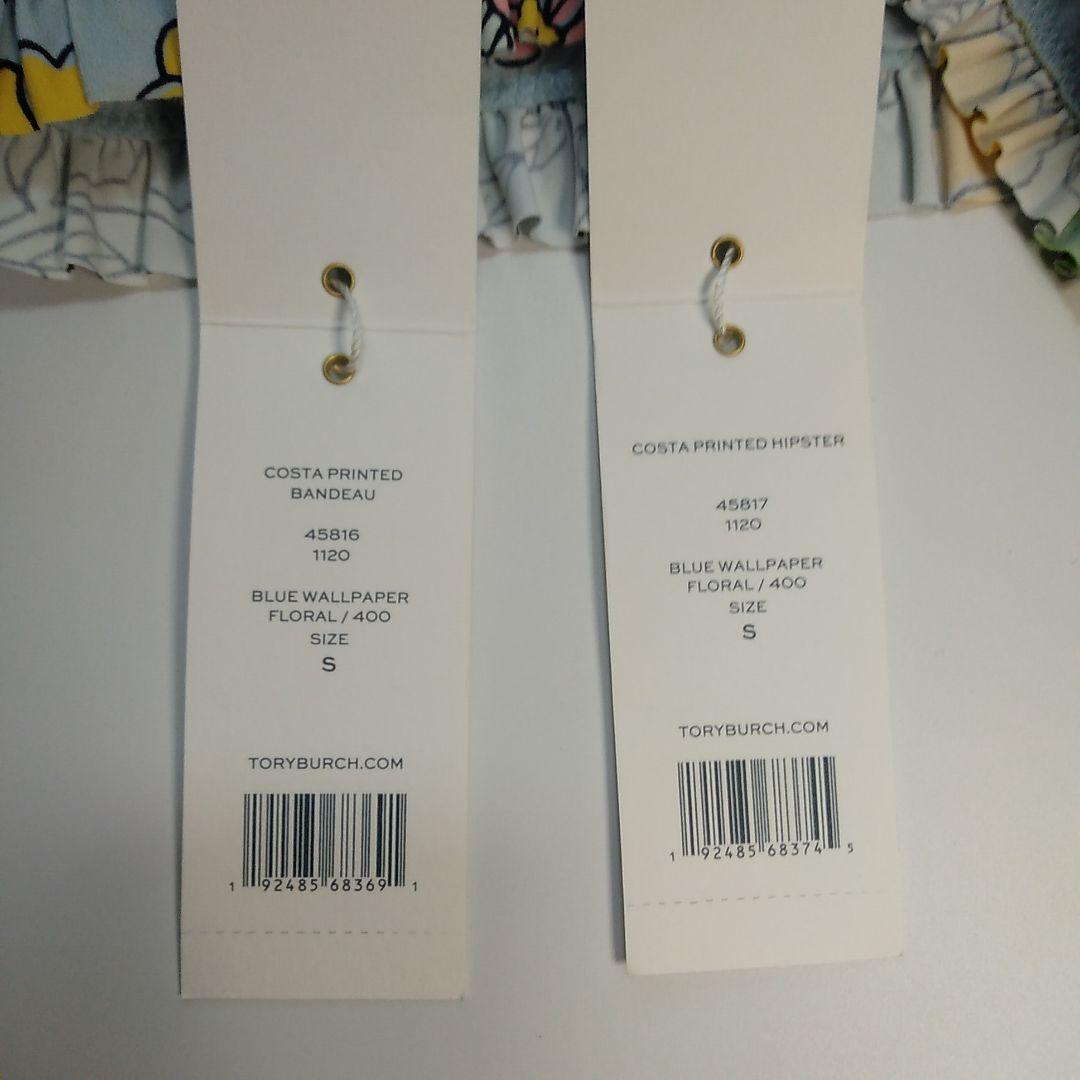 COSTA PRINTED
BANDEAU
45816
1120
BLUE WALLPAPER
FLORAL / 400
SIZE
S
TORYBURCH.COM
1 92485 68369 1
COSTA PRINTED HIPSTER
45817
1120
BLUE WALLPAPER
FLORAL / 400
SIZE
S
TORYBURCH.COM
1 92485 68374 5